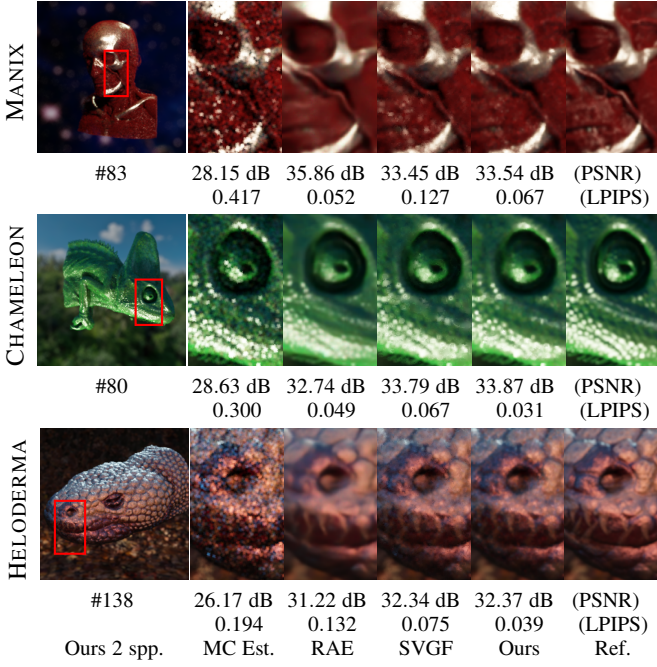 MANIX
#83 28.15 dB 35.86 dB 33.45 dB 33.54 dB (PSNR)
0.417 0.052 0.127 0.067 (LPIPS)
CHAMELEON
#80 28.63 dB 32.74 dB 33.79 dB 33.87 dB (PSNR)
0.300 0.049 0.067 0.031 (LPIPS)
HELODERMA
#138 26.17 dB 31.22 dB 32.34 dB 32.37 dB (PSNR)
0.194 0.132 0.075 0.039 (LPIPS)
Ours 2 spp. MC Est. RAE SVGF Ours Ref.